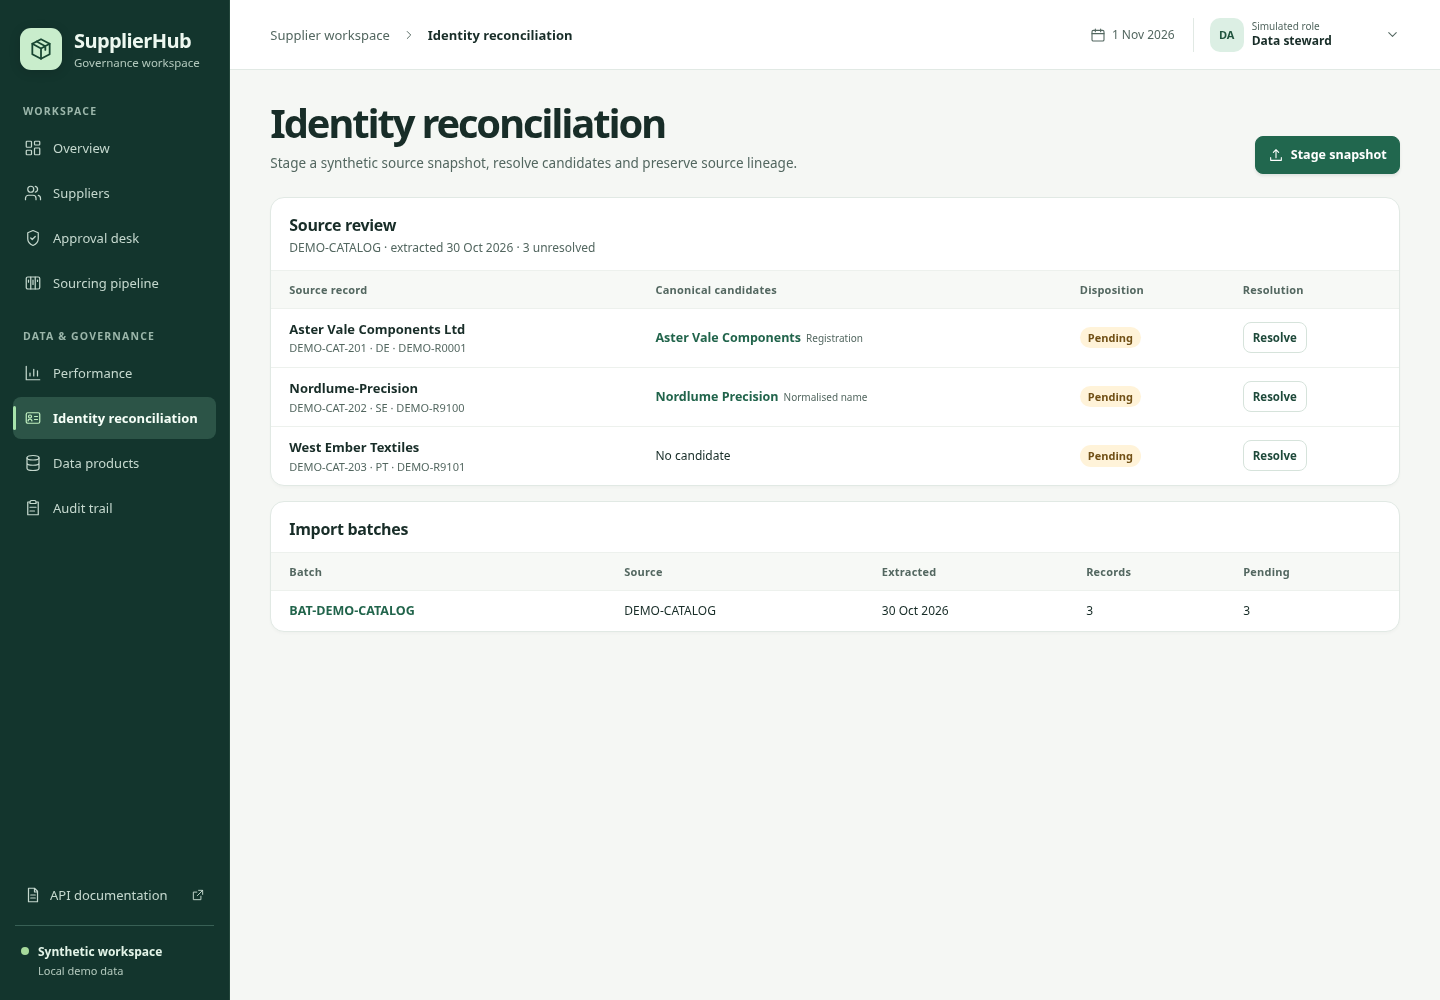 SupplierHub
Governance workspace
WORKSPACE
Overview
Suppliers
Approval desk
Sourcing pipeline
DATA & GOVERNANCE
Performance
Identity reconciliation
Data products
Audit trail
API documentation
Synthetic workspace
Local demo data
Supplier workspace > Identity reconciliation
1 Nov 2026
DA
Simulated role
Data steward
Identity reconciliation
Stage a synthetic source snapshot, resolve candidates and preserve source lineage.
Stage snapshot
Source review
DEMO-CATALOG · extracted 30 Oct 2026 · 3 unresolved
Source record Canonical candidates Disposition Resolution
Aster Vale Components Ltd
DEMO-CAT-201 · DE · DEMO-R0001
Aster Vale Components Registration
Pending
Resolve
Nordlume-Precision
DEMO-CAT-202 · SE · DEMO-R9100
Nordlume Precision Normalised name
Pending
Resolve
West Ember Textiles
DEMO-CAT-203 · PT · DEMO-R9101
No candidate
Pending
Resolve
Import batches
Batch Source Extracted Records Pending
BAT-DEMO-CATALOG DEMO-CATALOG 30 Oct 2026 3 3